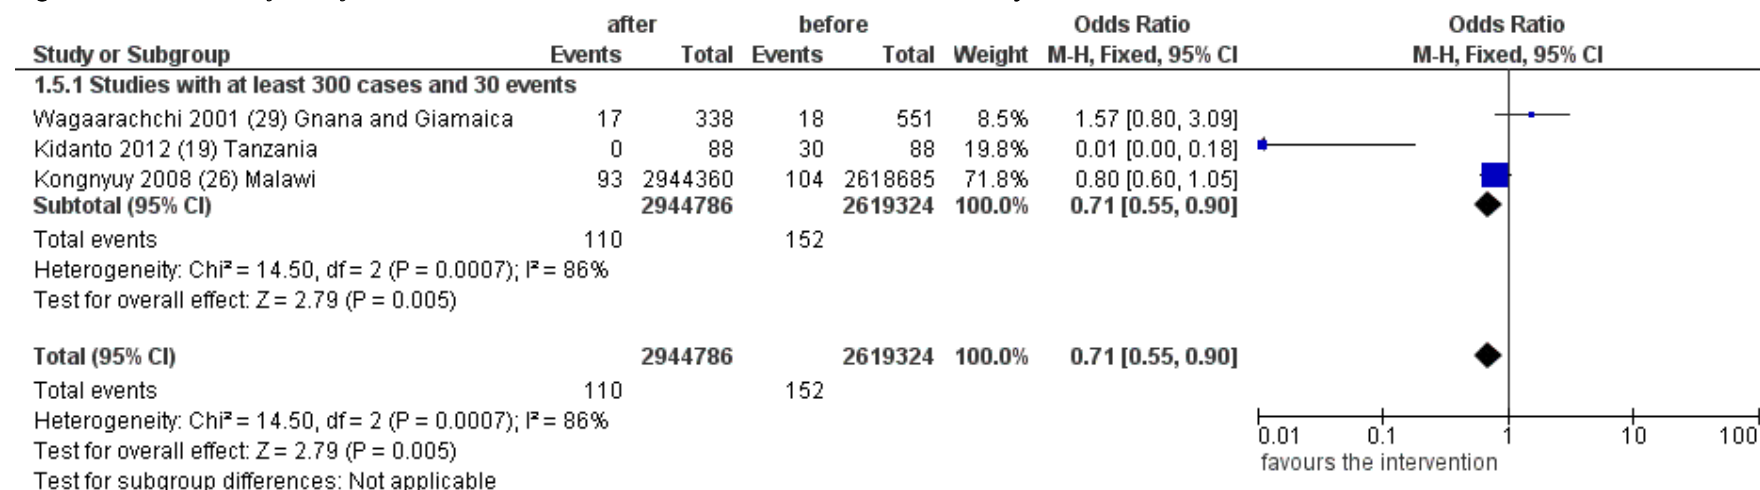 after before Odds Ratio Odds Ratio
Study or Subgroup Events Total Events Total Weight M-H, Fixed, 95% CI M-H, Fixed, 95% CI
1.5.1 Studies with at least 300 cases and 30 events
Wagaarachchi 2001 (29) Gnana and Giamaica 17 338 18 551 8.5% 1.57 [0.80, 3.09]
Kidanto 2012 (19) Tanzania 0 88 30 88 19.8% 0.01 [0.00, 0.18]
Kongnyuy 2008 (26) Malawi 93 2944360 104 2618685 71.8% 0.80 [0.60, 1.05]
Subtotal (95% CI) 2944786 2619324 100.0% 0.71 [0.55, 0.90]
Total events 110 152
Heterogeneity: Chi² = 14.50, df = 2 (P = 0.0007); I² = 86%
Test for overall effect: Z = 2.79 (P = 0.005)
Total (95% CI) 2944786 2619324 100.0% 0.71 [0.55, 0.90]
Total events 110 152
Heterogeneity: Chi² = 14.50, df = 2 (P = 0.0007); I² = 86%
Test for overall effect: Z = 2.79 (P = 0.005)
Test for subgroup differences: Not applicable
0.01 0.1 1 10 100
favours the intervention